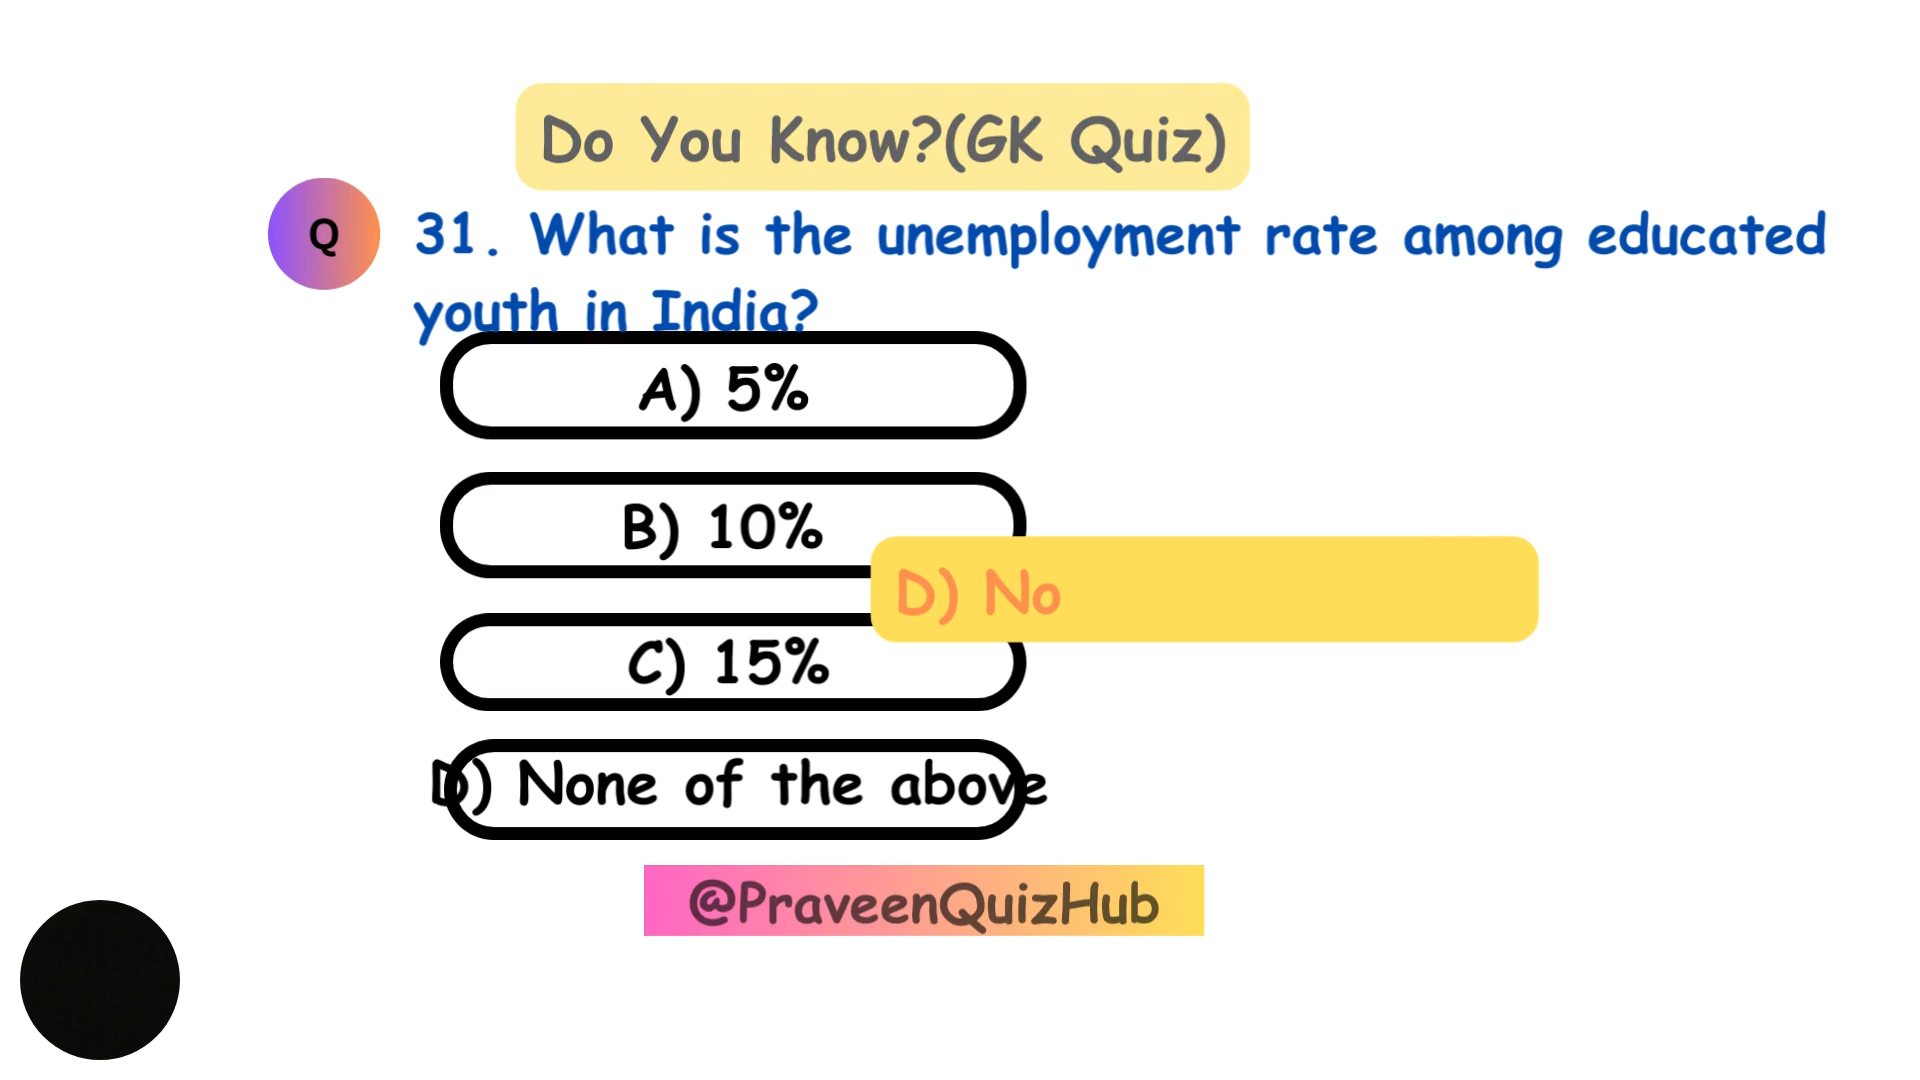 Do You Know?(GK Quiz)
Q
31. What is the unemployment rate among educated
youth in India?
A) 5%
B) 10%
D) No
C) 15%
D) None of the above
@PraveenQuizHub